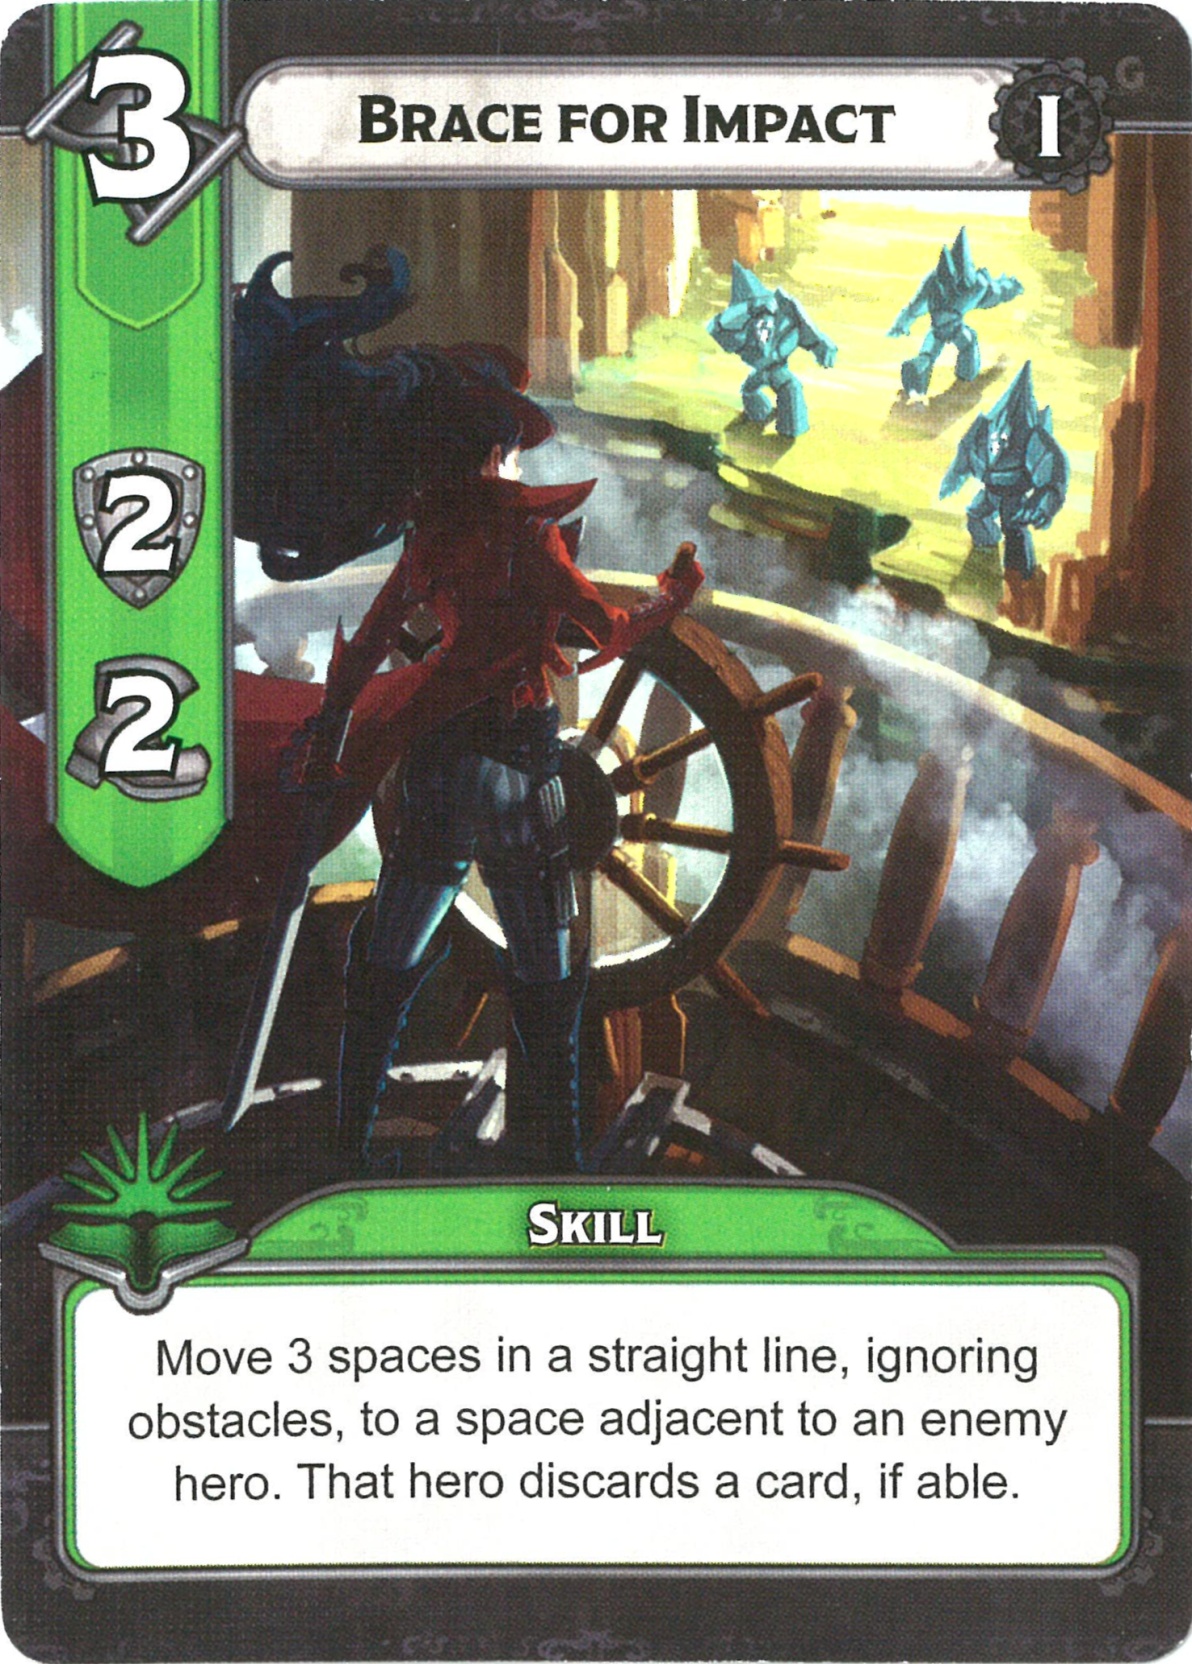 3
BRACE FOR IMPACT
I
G
2
2
SKILL
Move 3 spaces in a straight line, ignoring
obstacles, to a space adjacent to an enemy
hero. That hero discards a card, if able.